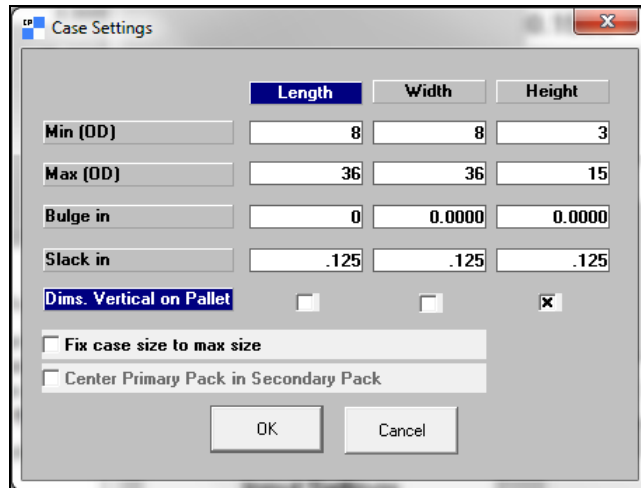 CP Case Settings
Length Width Height
Min (OD) 8 8 3
Max (OD) 36 36 15
Bulge in 0 0.0000 0.0000
Slack in .125 .125 .125
Dims. Vertical on Pallet
Fix case size to max size
Center Primary Pack in Secondary Pack
OK Cancel